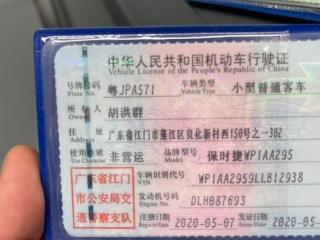 中华人民共和国机动车行驶证
Vehicle License of the People's Republic of China
号牌号码 粤JPA571 车辆类型 小型普通客车
Plate No. Vehicle Type
所有人 胡洪群
Owner
住址 广东省江门市蓬江区良化新村西150号之一302
Address
使用性质 非营运 品牌型号 保时捷WP1AA295
Use Character Model
广东省江门 车辆识别代号 WP1AA2959LLB12938
市公安局交 VIN
通警察支队 发动机号码 DLH087693
Engine No.
注册日期 2020-05-07 发证日期 2020-05-
Register Date Issue Date